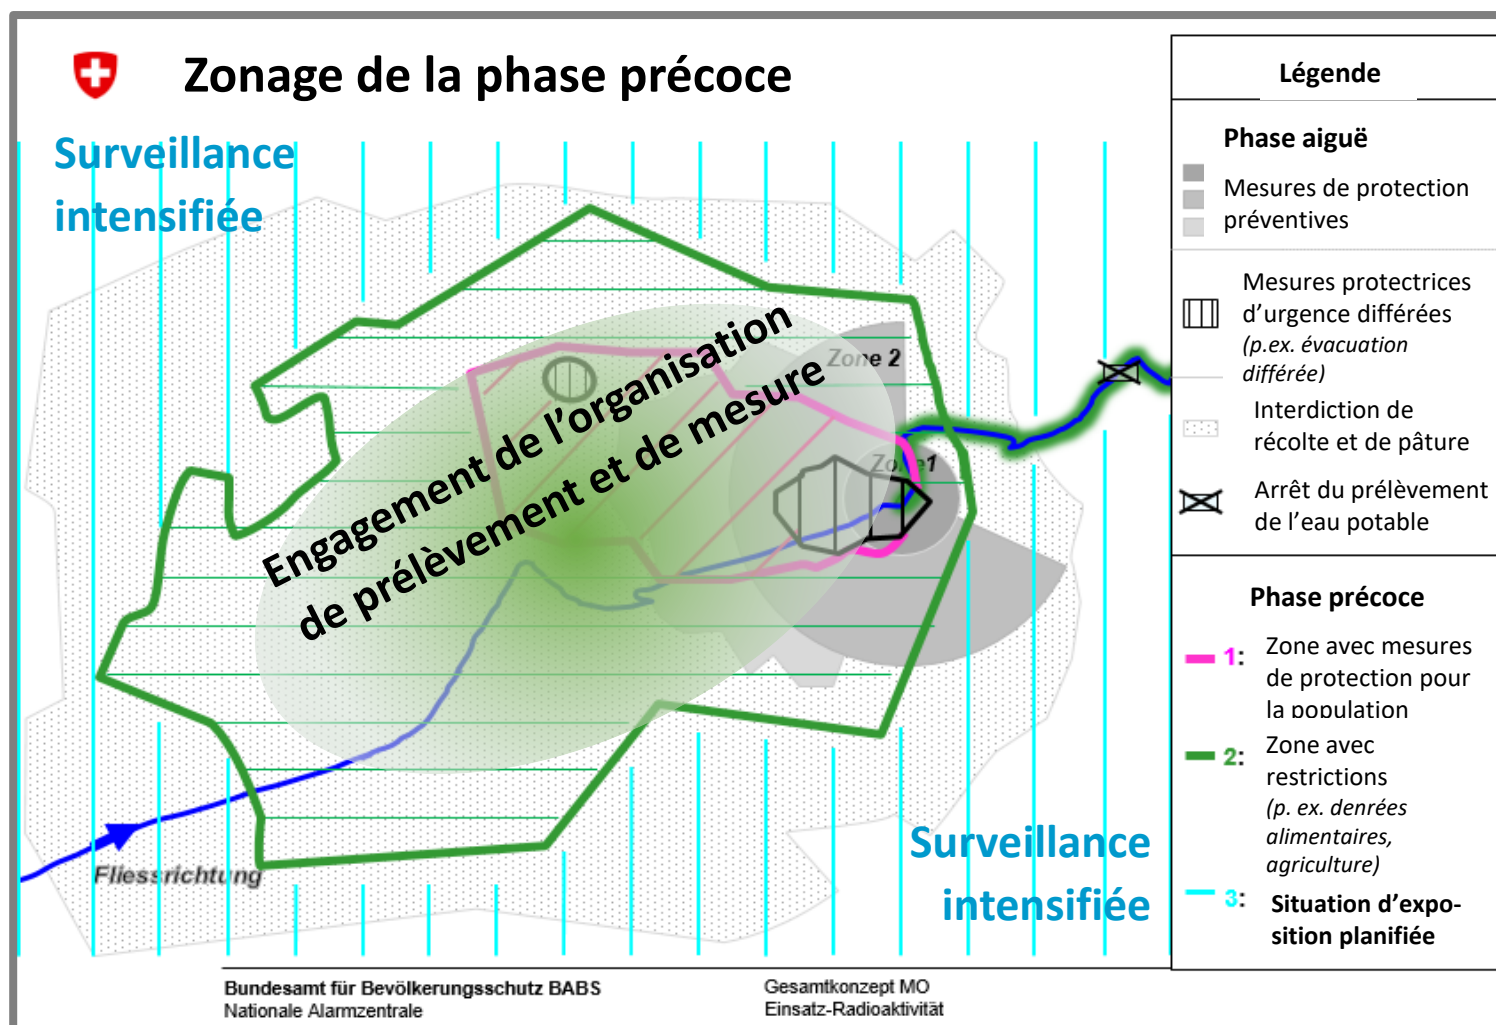 Zonage de la phase précoce
Surveillance
intensifiée
Engagement de l’organisation
de prélèvement et de mesure
Zone 2
Zone1
Fliessrichtung
Surveillance
intensifiée
Légende
Phase aiguë
Mesures de protection
préventives
Mesures protectrices
d’urgence différées
(p.ex. évacuation
différée)
Interdiction de
récolte et de pâture
Arrêt du prélèvement
de l’eau potable
Phase précoce
1: Zone avec mesures
de protection pour
la population
2: Zone avec
restrictions
(p. ex. denrées
alimentaires,
agriculture)
3: Situation d’expo-
sition planifiée
Bundesamt für Bevölkerungsschutz BABS
Nationale Alarmzentrale
Gesamtkonzept MO
Einsatz-Radioaktivität